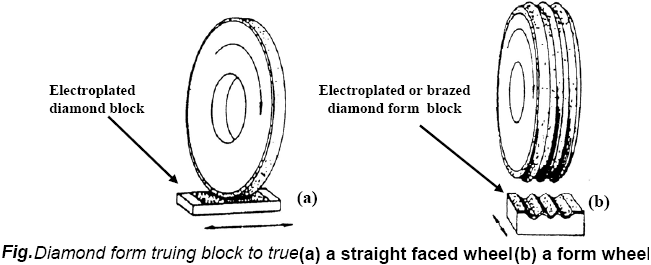 Electroplated
diamond block
Electroplated or brazed
diamond form block
(a)
(b)
Fig.Diamond form truing block to true(a) a straight faced wheel(b) a form wheel